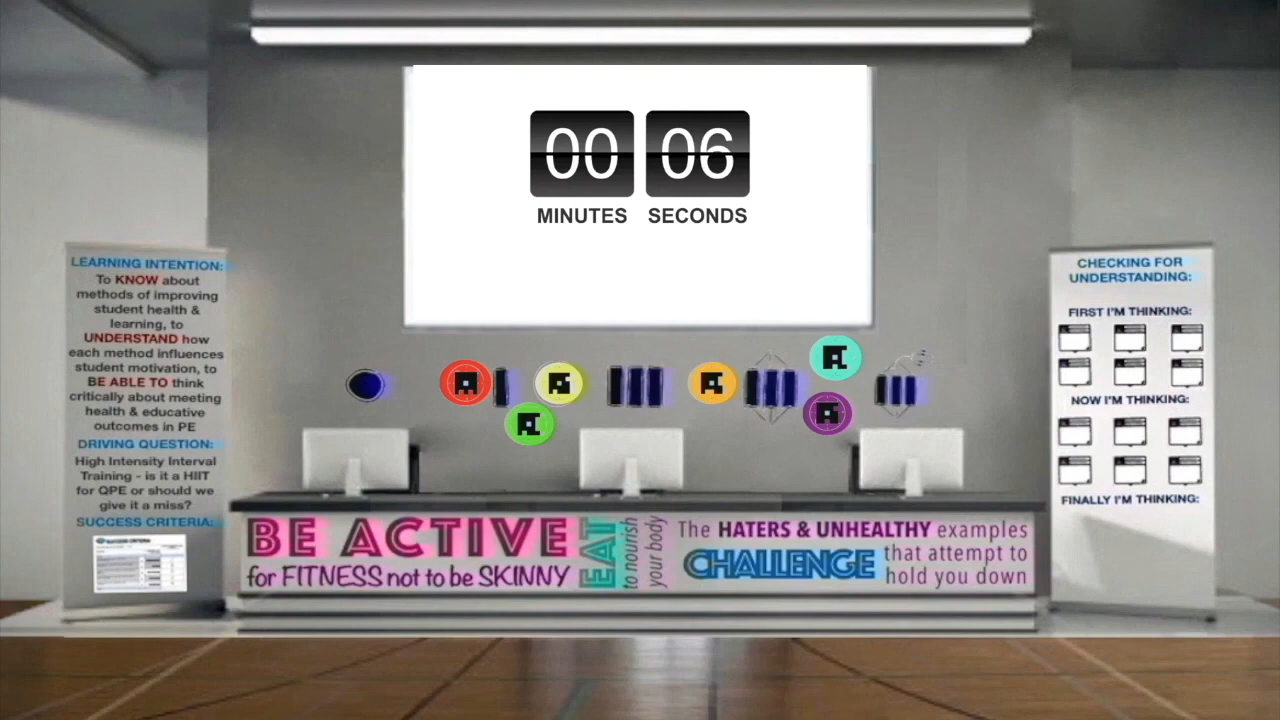 00 06
MINUTES SECONDS
LEARNING INTENTION:
To KNOW about
methods of improving
student health &
learning, to
UNDERSTAND how
each method influences
student motivation, to
BE ABLE TO think
critically about meeting
health & educative
outcomes in PE
DRIVING QUESTION:
High Intensity Interval
Training - is it a HIIT
for QPE or should we
give it a miss?
SUCCESS CRITERIA:
SUCCESS CRITERIA
BE ACTIVE
for FITNESS not to be SKINNY
EAT
to nourish
your body
The HATERS & UNHEALTHY examples
CHALLENGE that attempt to
hold you down
CHECKING FOR
UNDERSTANDING:
FIRST I'M THINKING:
NOW I'M THINKING:
FINALLY I'M THINKING: